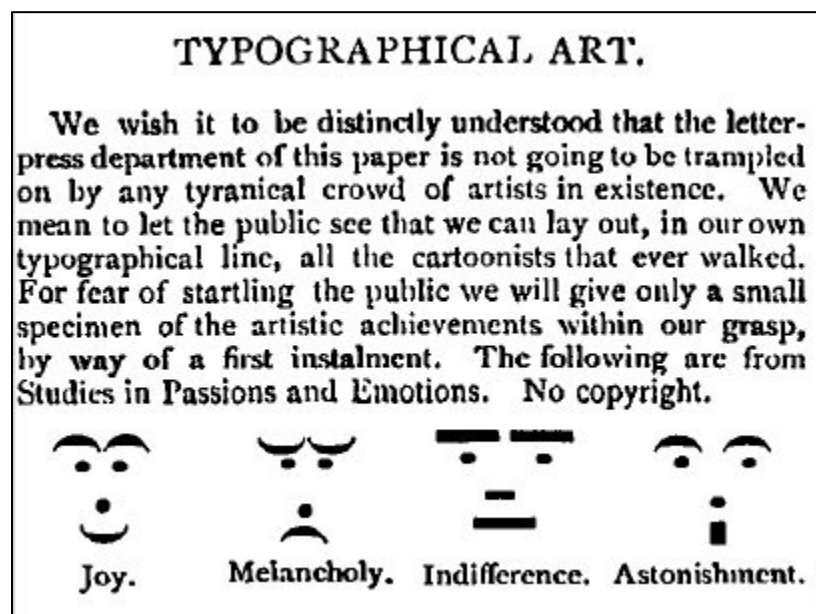 TYPOGRAPHICAL ART.
We wish it to be distinctly understood that the letter-
press department of this paper is not going to be trampled
on by any tyranical crowd of artists in existence. We
mean to let the public see that we can lay out, in our own
typographical line, all the cartoonists that ever walked.
For fear of startling the public we will give only a small
specimen of the artistic achievements within our grasp,
by way of a first instalment. The following are from
Studies in Passions and Emotions. No copyright.
Joy. Melancholy. Indifference. Astonishment.